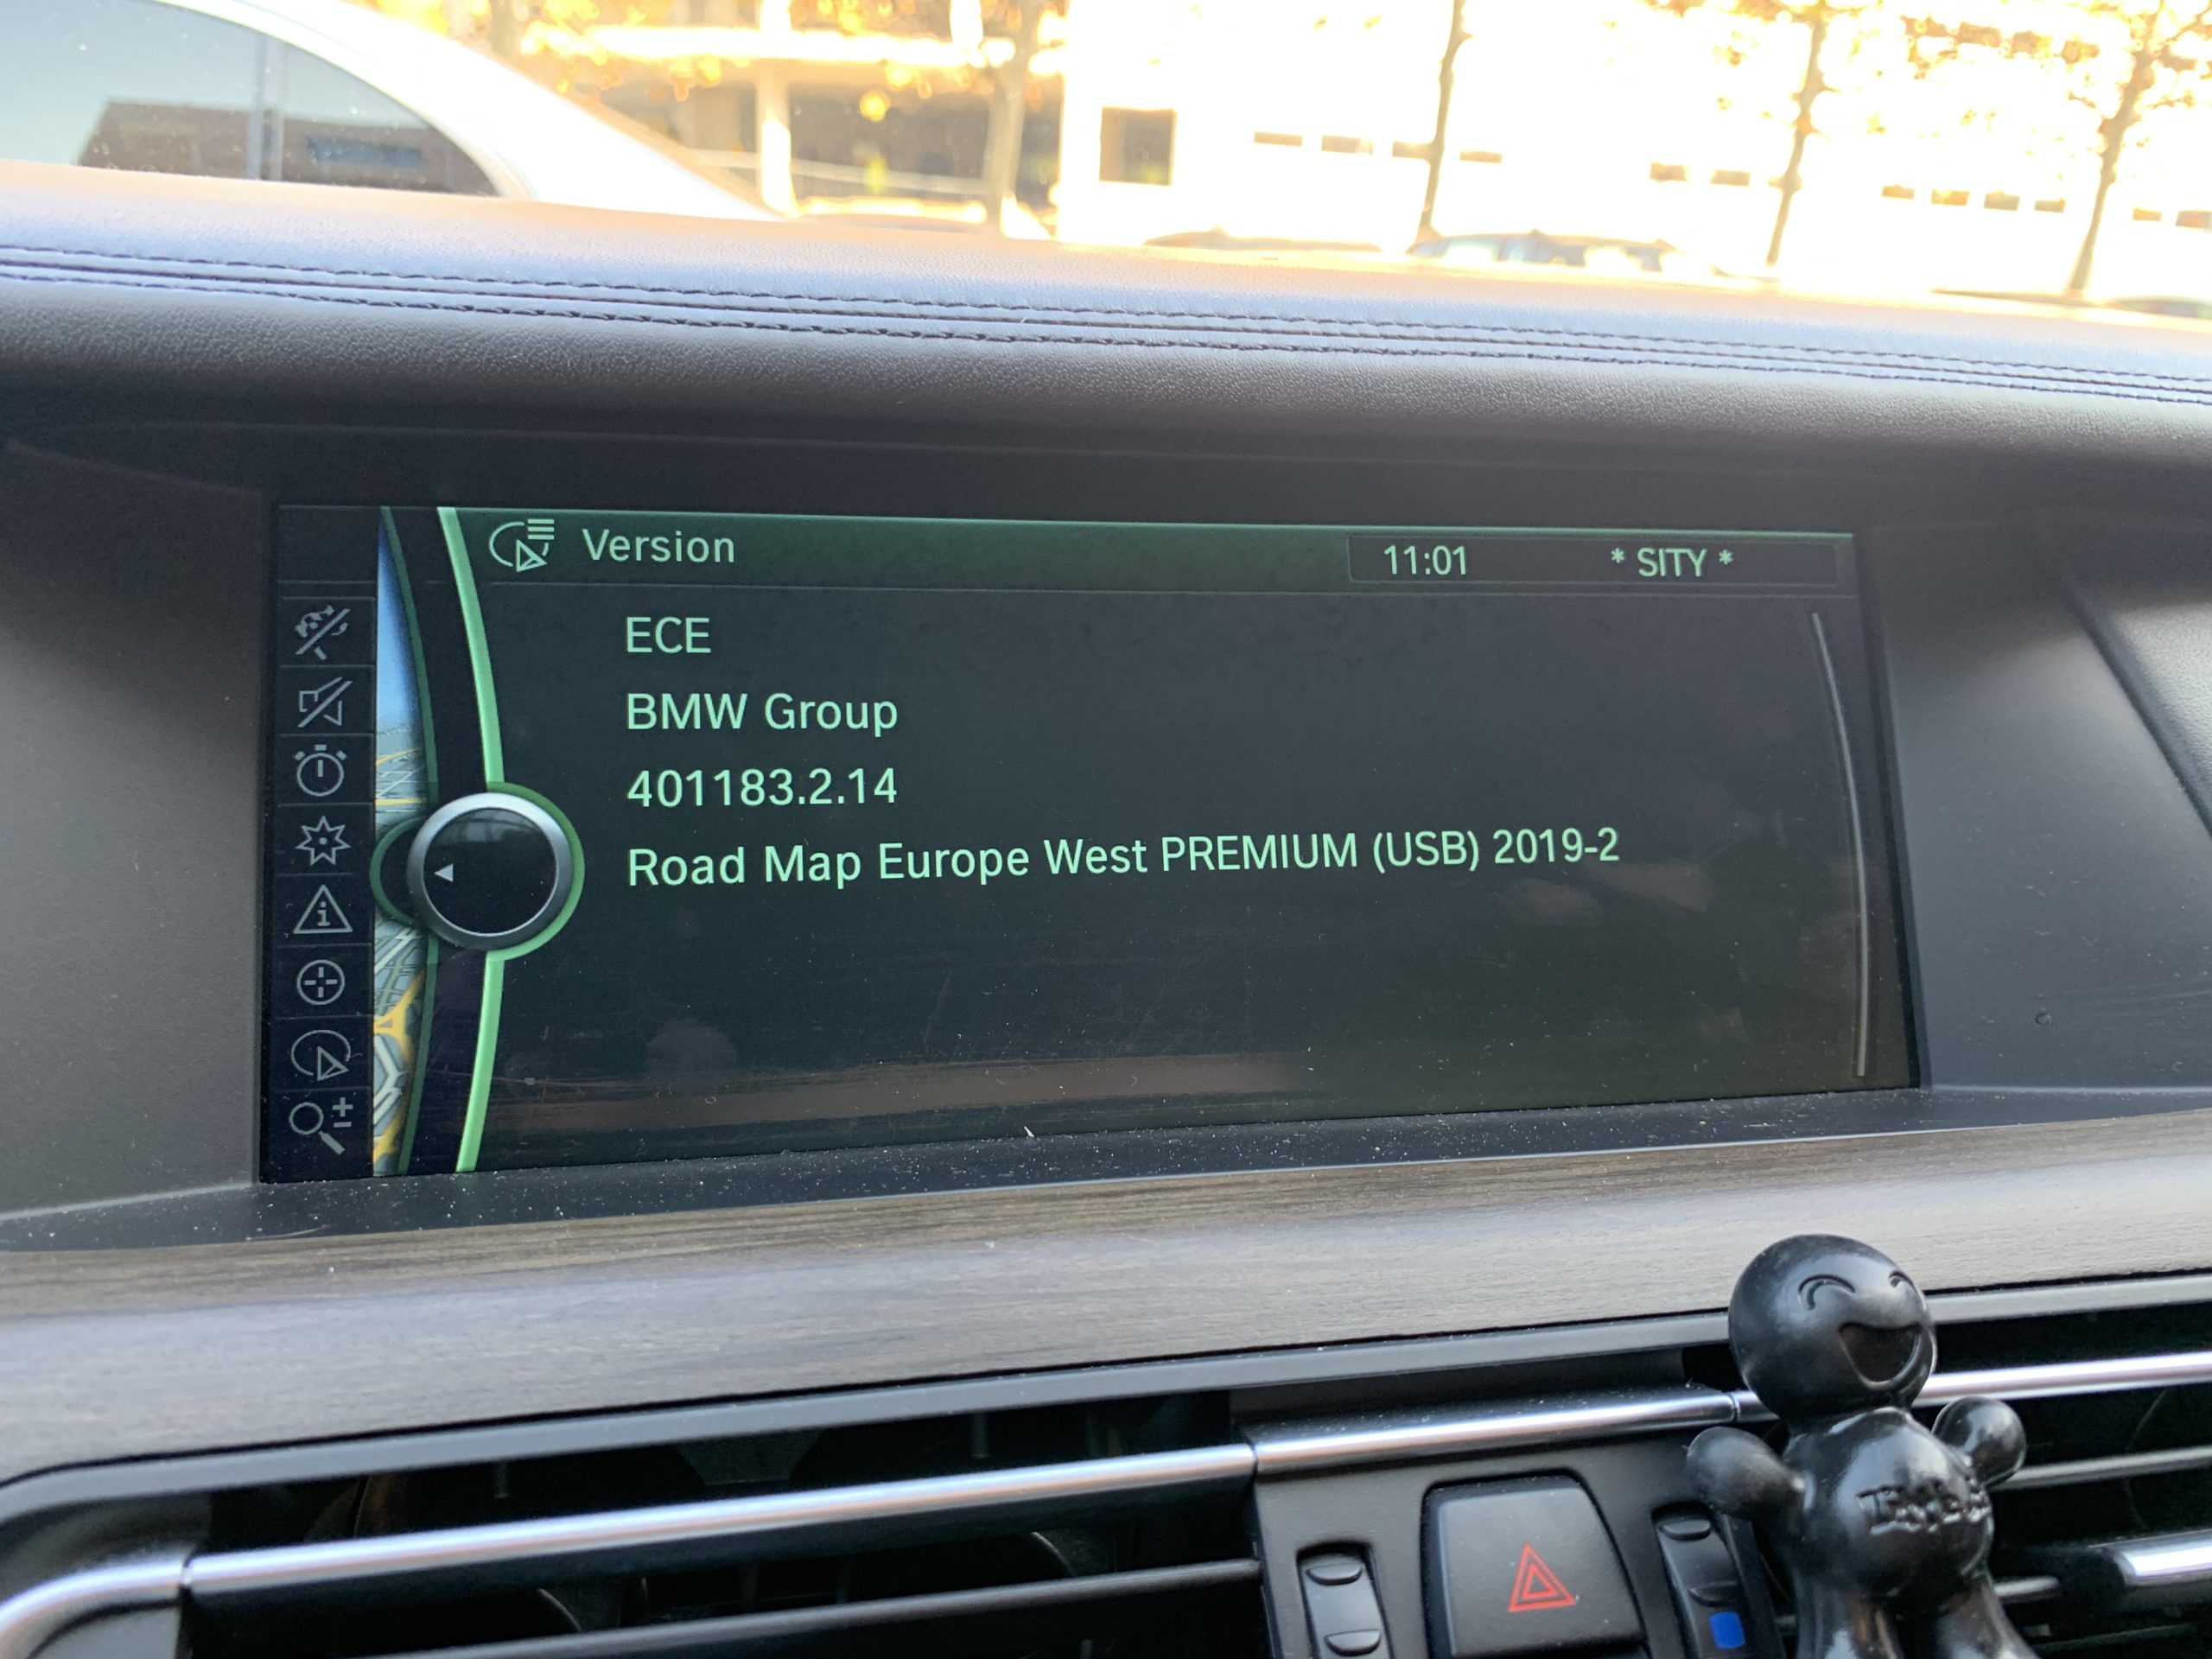 Version
11:01
* SITY *
ECE
BMW Group
401183.2.14
Road Map Europe West PREMIUM (USB) 2019-2